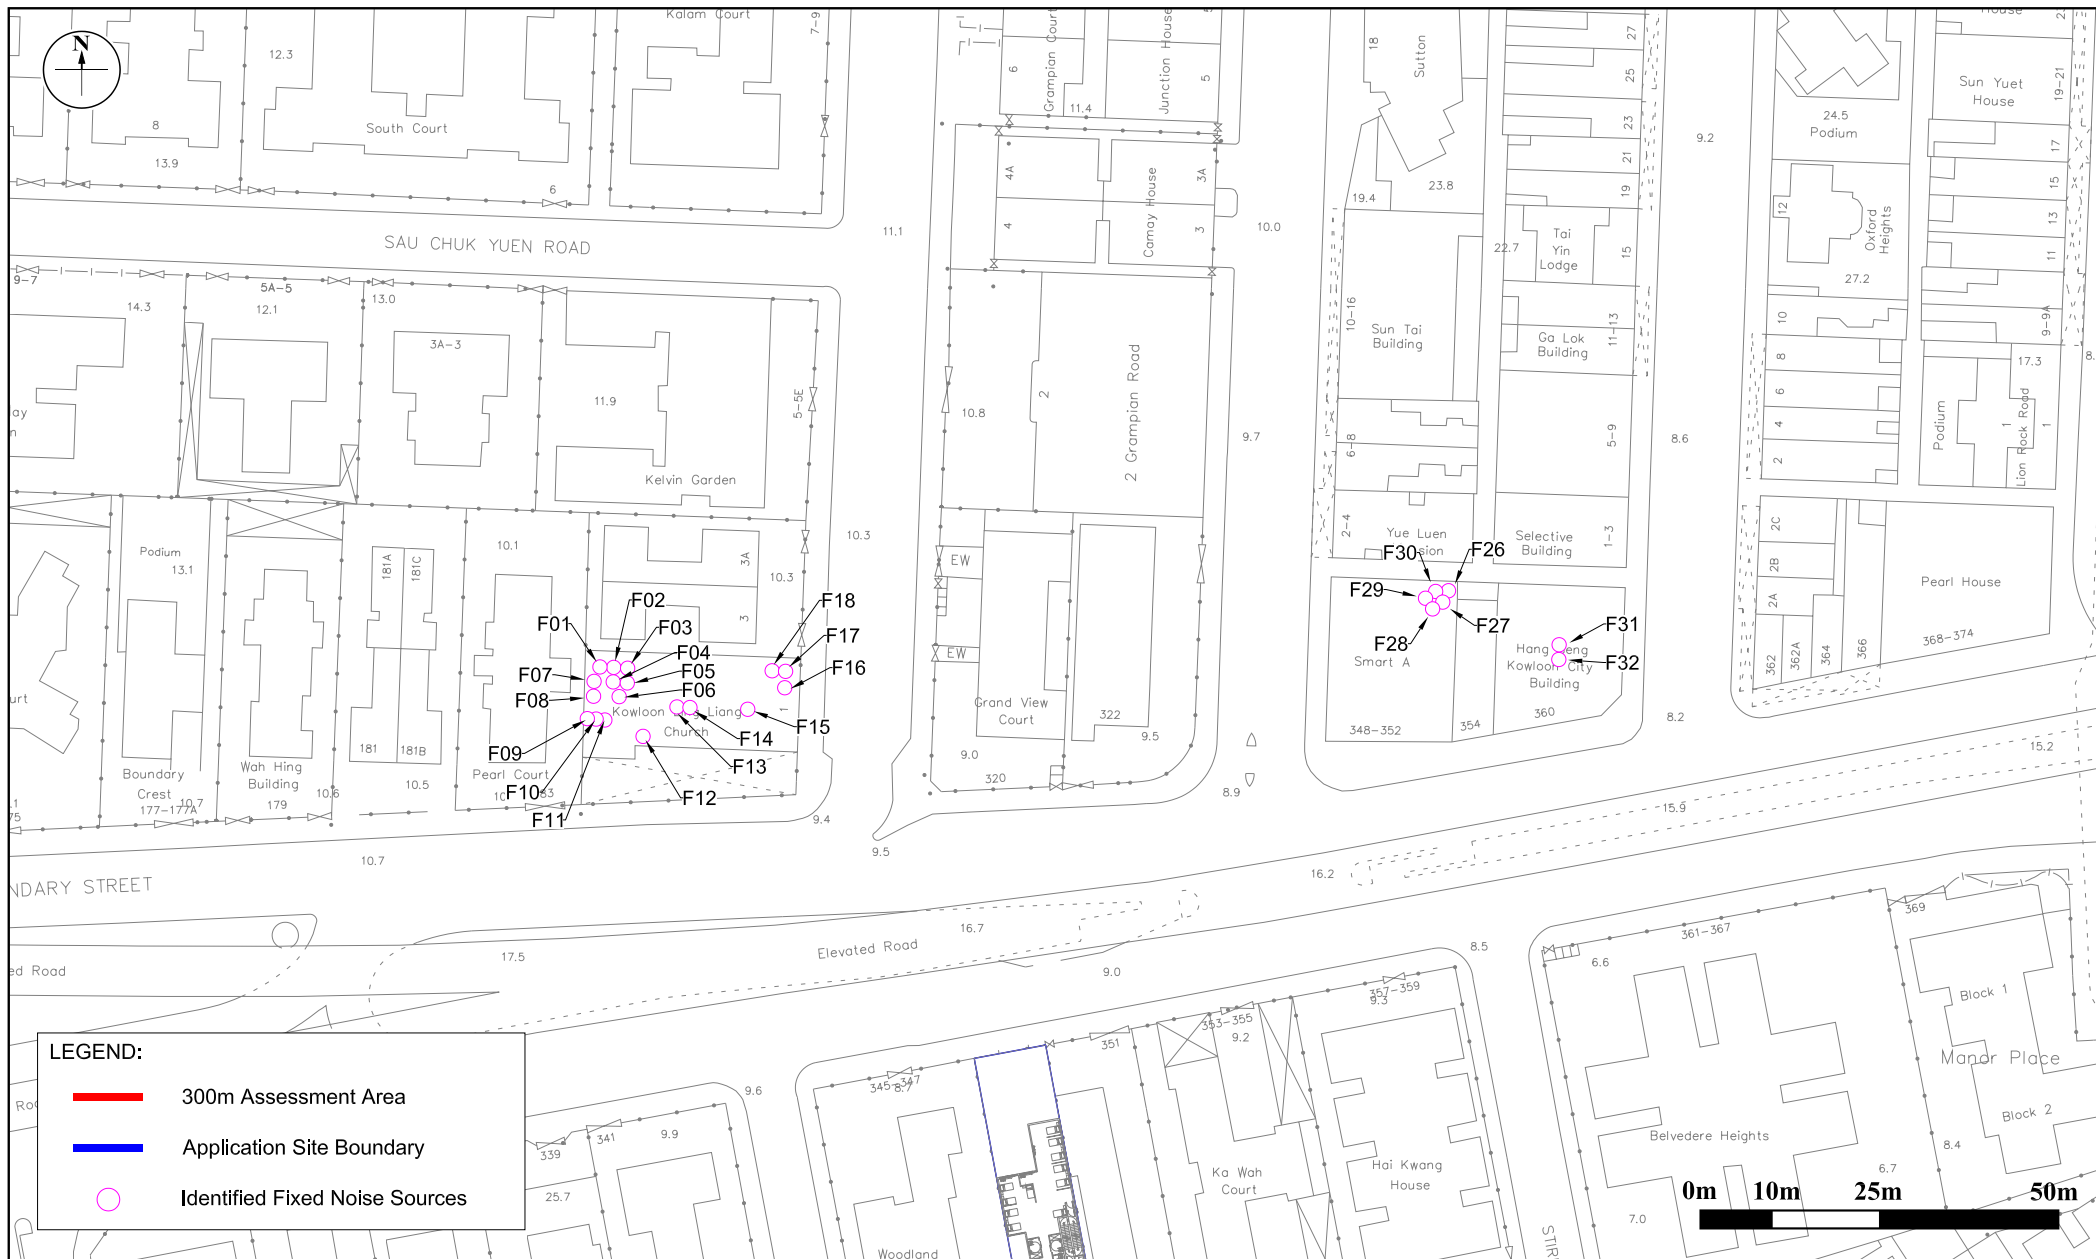 N
Kalam Court
7-9
12.3
8
13.9
South Court
6
SAU CHUK YUEN ROAD
11.1
6
Grampian Court
Junction House
5
11.4
4A
4
Camay House
3A
3
10.0
18
Sutton
27
25
23
21
19
15
23.8
19.4
9.2
Tai
Yin
Lodge
22.7
10-16
Sun Tai
Building
Ga Lok
Building
11-13
5-9
6-8
2-4
Yue Luen
Selective
Building
1-3
8.6
24.5
Podium
12
Oxford
Heights
27.2
10
8
6
4
2
House
Sun Yuet
House
19-21
17
15
13
11
9-9A
17.3
Podium
1
Lion Rock Road
1
2C
2B
2A
362
362A
364
366
Pearl House
368-374
9-7
14.3
5A-5
12.1
13.0
3A-3
11.9
5-5E
Kelvin Garden
10.8
2
2 Grampian Road
9.7
10.3
10.3
10.1
Podium
13.1
181A
181C
181
181B
3A
3
EW
EW
Grand View
Court
322
9.5
9.0
320
8.9
F01
F02
F03
F04
F05
F06
F07
F08
F09
F10
F11
F12
F13
F14
F15
F16
F17
F18
Church
1
F26
F27
F28
F29
F30
F31
F32
Smart A
Kowloon City
Building
348-352
354
360
8.2
15.2
15.9
Boundary
Crest
177-177A
10.7
Wah Hing
Building
179
10.6
10.5
Pearl Court
9.4
9.5
10.7
NDARY STREET
16.2
16.7
17.5
Elevated Road
ed Road
9.0
8.5
6.6
361-367
369
Block 1
Manor Place
Block 2
8.4
Belvedere Heights
6.7
7.0
357-359
9.3
353-355
9.2
351
345-347
8.7
9.6
Ka Wah
Court
Hai Kwang
House
Woodland
341
339
9.9
25.7
LEGEND:
300m Assessment Area
Application Site Boundary
Identified Fixed Noise Sources
0m 10m 25m 50m